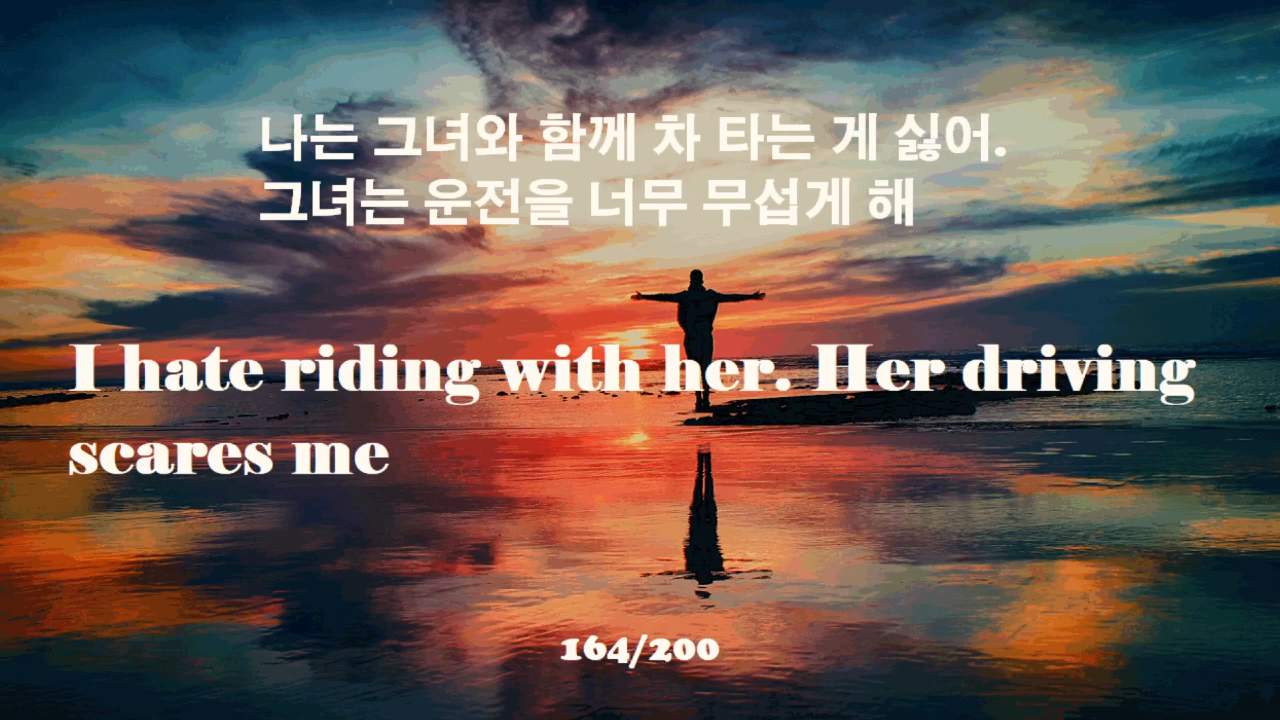 나는 그녀와 함께 차 타는 게 싫어.
그녀는 운전을 너무 무섭게 해
I hate riding with her. Her driving
scares me
164/200